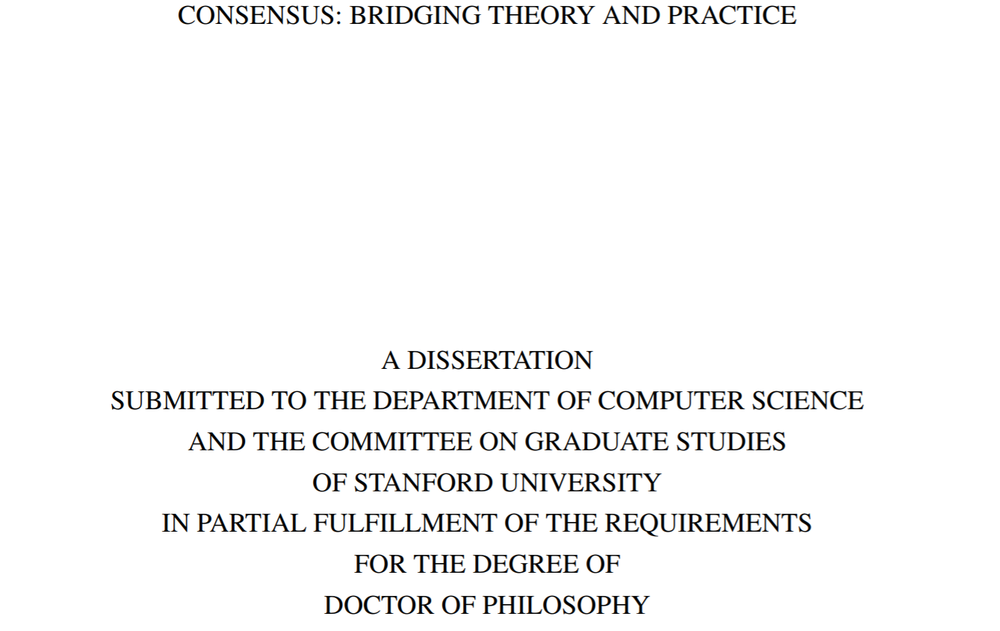 CONSENSUS: BRIDGING THEORY AND PRACTICE
A DISSERTATION
SUBMITTED TO THE DEPARTMENT OF COMPUTER SCIENCE
AND THE COMMITTEE ON GRADUATE STUDIES
OF STANFORD UNIVERSITY
IN PARTIAL FULFILLMENT OF THE REQUIREMENTS
FOR THE DEGREE OF
DOCTOR OF PHILOSOPHY